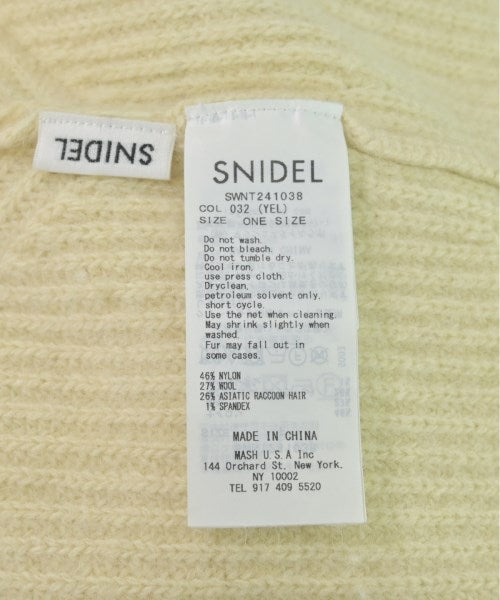 SNIDEL
SNIDEL
SWNT241038
COL 032 (YEL)
SIZE ONE SIZE
Do not wash.
Do not bleach.
Do not tumble dry.
Cool iron,
use press cloth.
Dryclean,
petroleum solvent only,
short cycle.
Use the net when cleaning.
May shrink slightly when
washed.
Fur may fall out in
some cases.
46% NYLON
27% WOOL
26% ASIATIC RACCOON HAIR
1% SPANDEX
MADE IN CHINA
MASH U.S.A Inc
144 Orchard St. New York.
NY 10002
TEL 917 409 5520